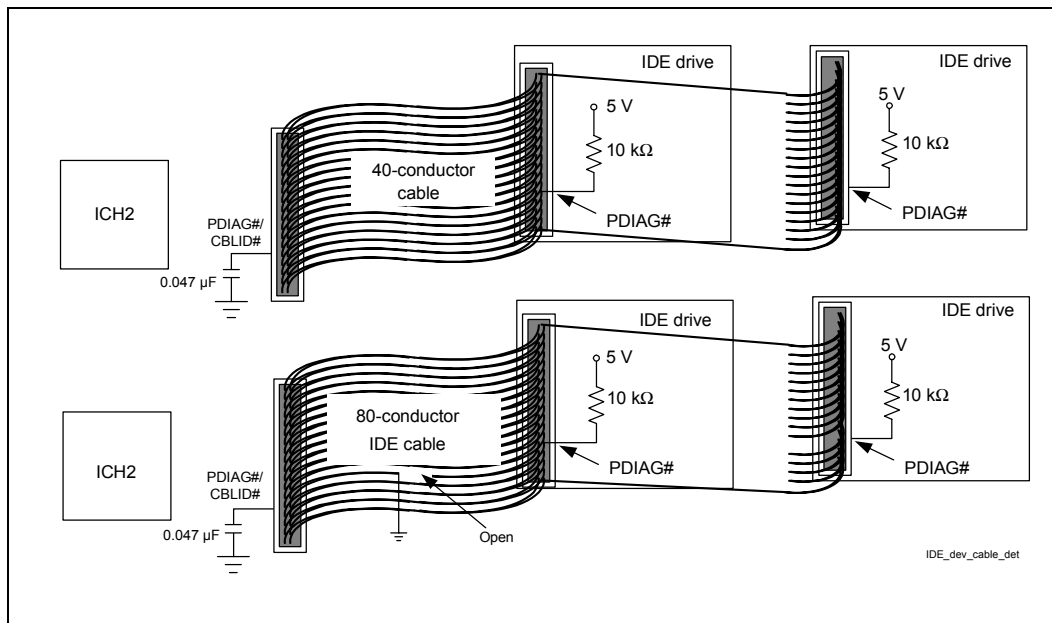 IDE drive
IDE drive
5 V
5 V
10 kΩ
10 kΩ
40-conductor
cable
ICH2
PDIAG#/
CBLID#
PDIAG#
PDIAG#
0.047 µF
IDE drive
IDE drive
5 V
5 V
10 kΩ
10 kΩ
80-conductor
IDE cable
ICH2
PDIAG#/
CBLID#
PDIAG#
PDIAG#
0.047 µF
Open
IDE_dev_cable_det